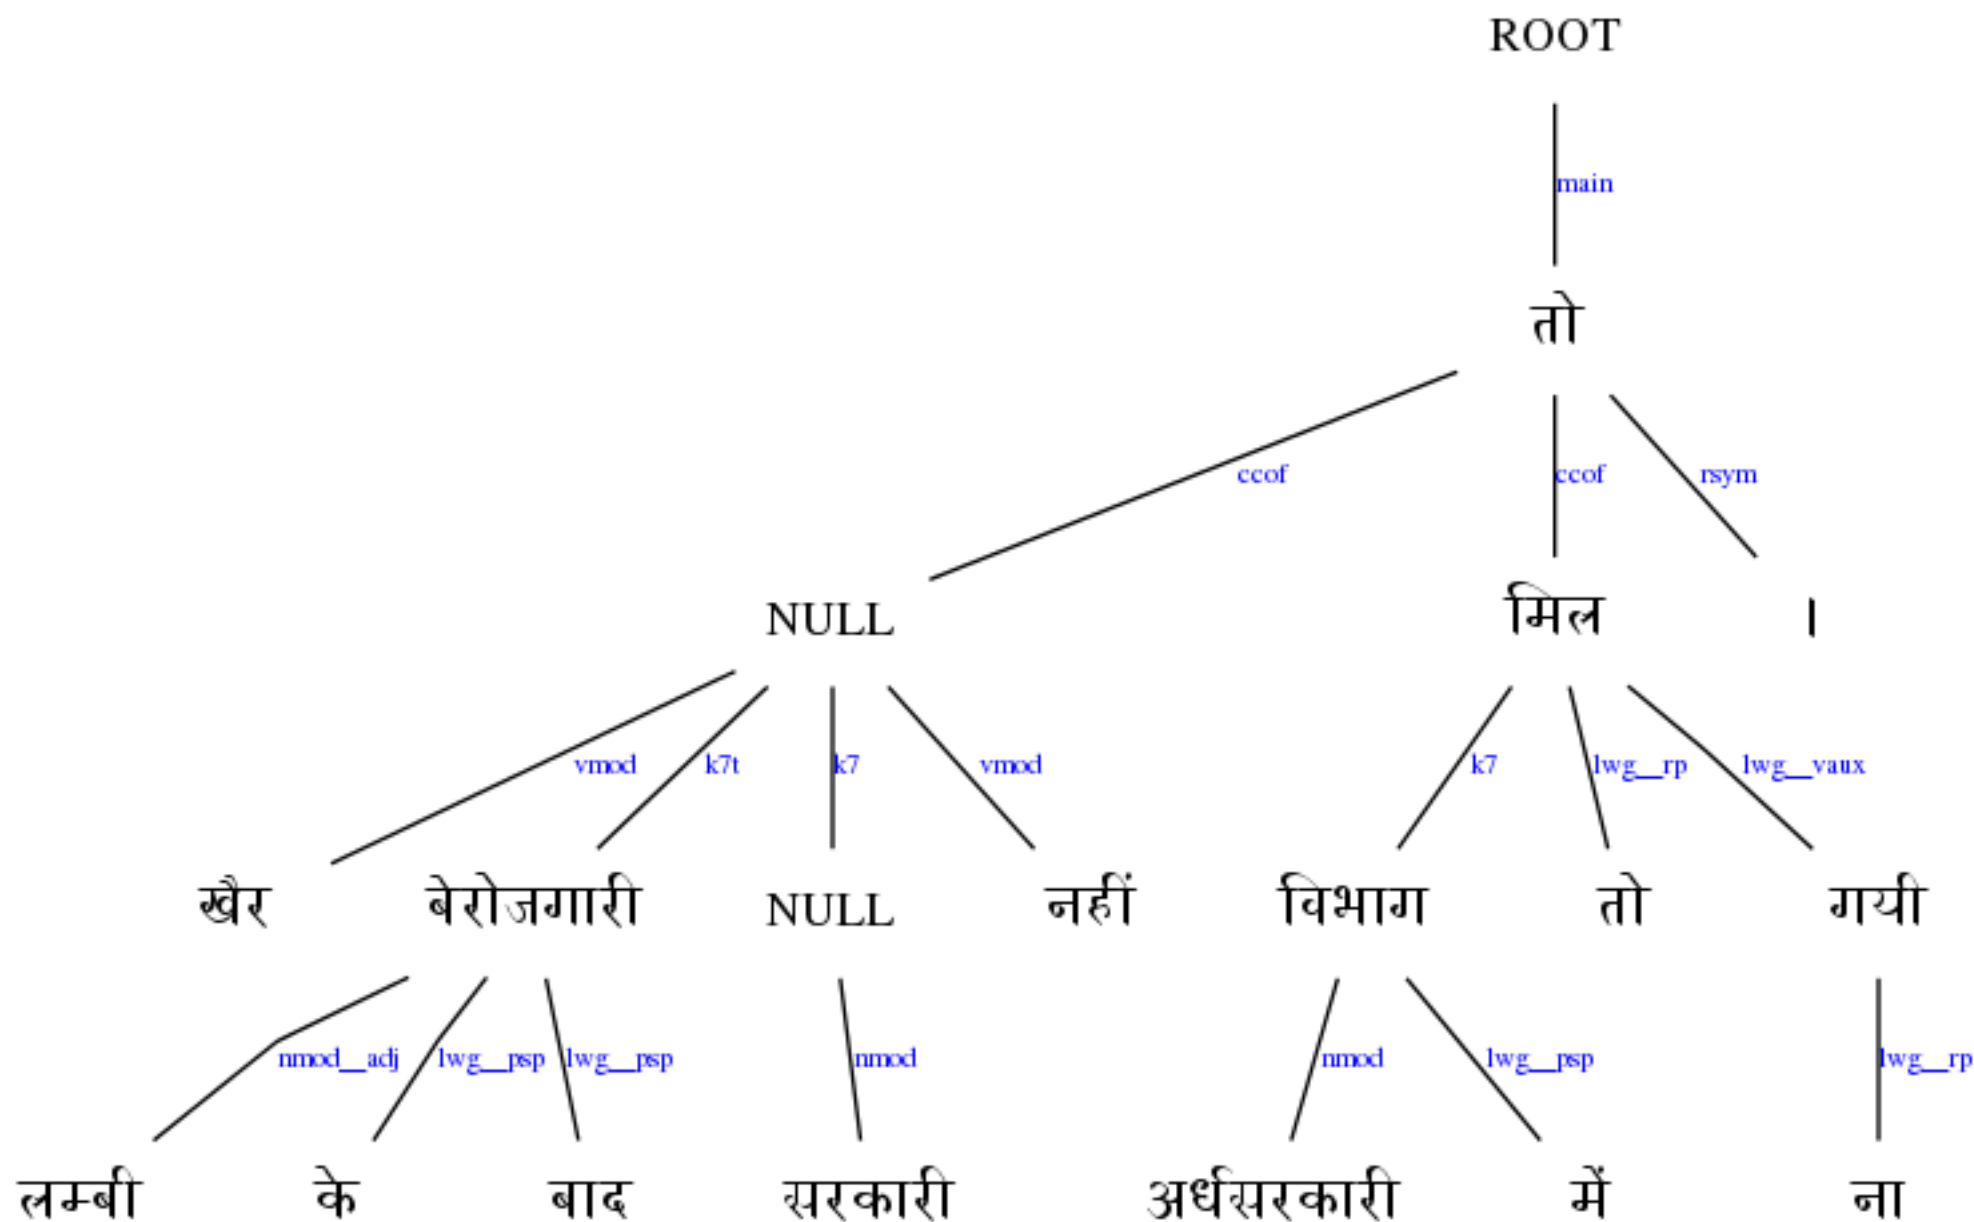 ROOT
main
तो
ccof ccof rsym
NULL मिल ।
vmod k7t k7 vmod k7 lwg__rp lwg__vaux
खैर बेरोजगारी NULL नहीं विभाग तो गयी
nmod__adj lwg__psp lwg__psp nmod nmod lwg__psp lwg__rp
लम्बी के बाद सरकारी अर्धसरकारी में ना